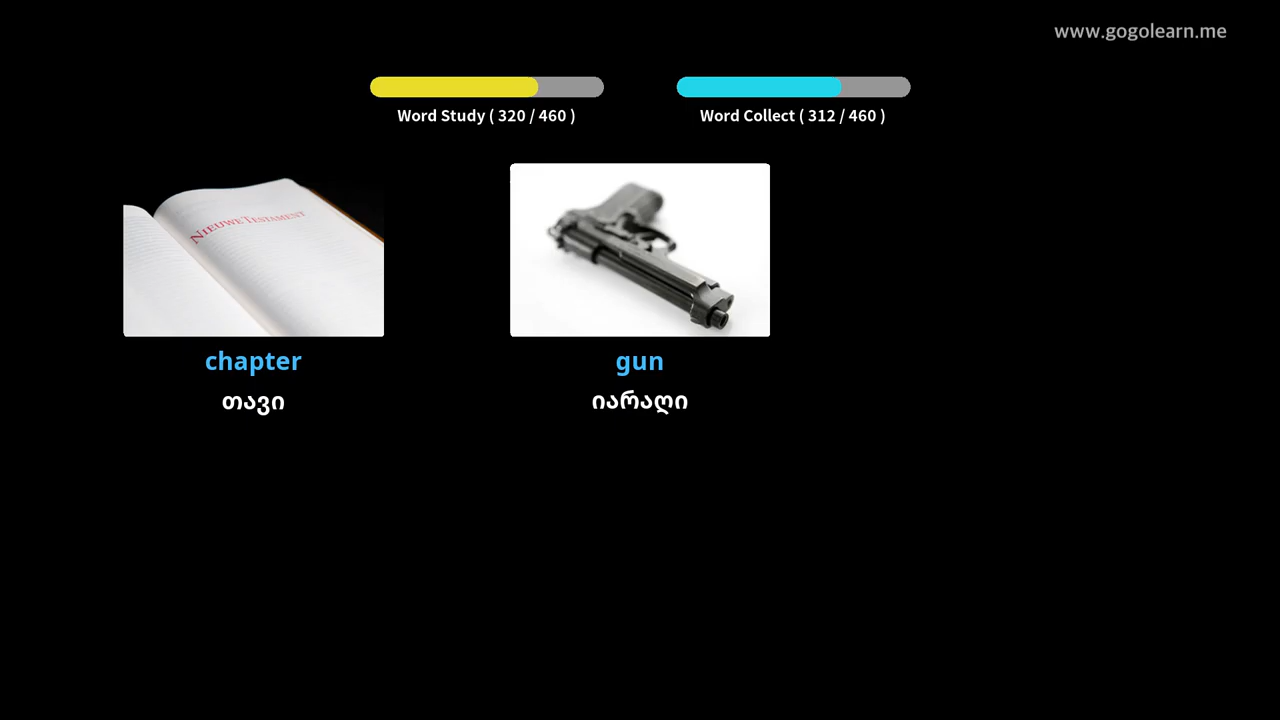 www.gogolearn.me
Word Study ( 320 / 460 )
Word Collect ( 312 / 460 )
NIEUWE TESTAMENT
chapter
თავი
gun
იარაღი